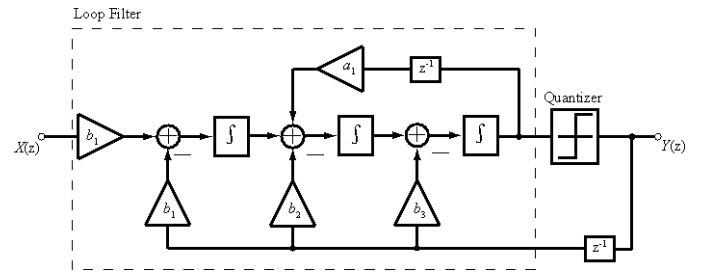 Loop Filter
a₁
z⁻¹
Quantizer
X(z)
b₁
∫
∫
∫
Y(z)
b₁
b₂
b₃
z⁻¹